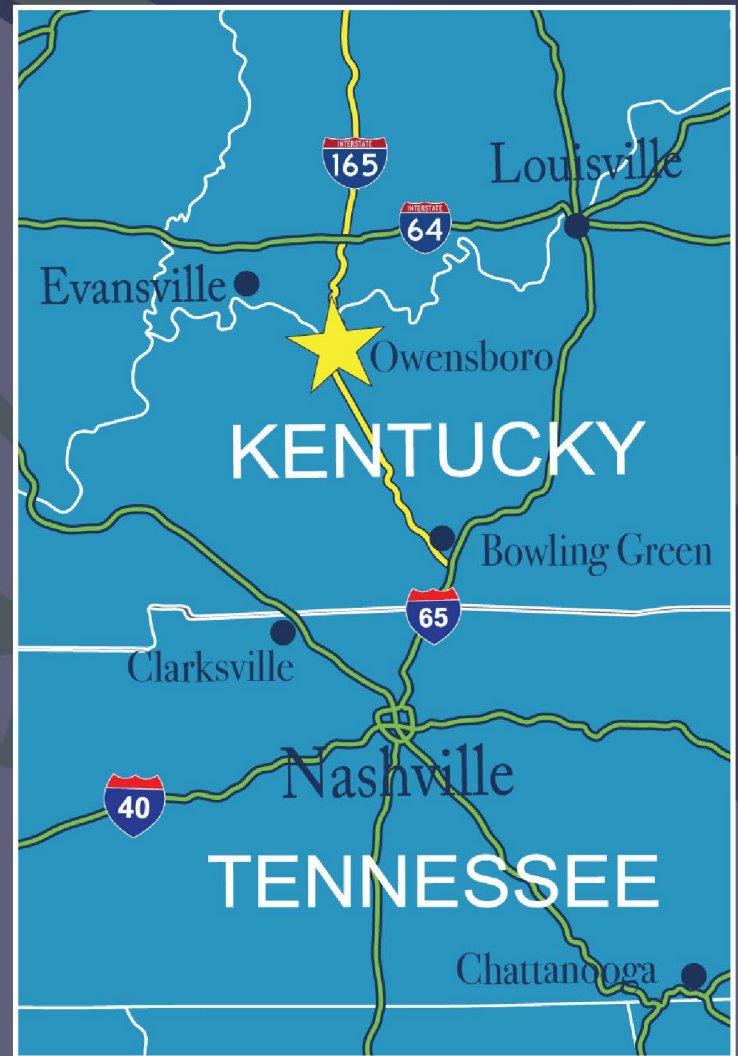 INTERSTATE
165
Louisville
INTERSTATE
64
Evansville
Owensboro
KENTUCKY
Bowling Green
65
Clarksville
Nashville
40
TENNESSEE
Chattanooga